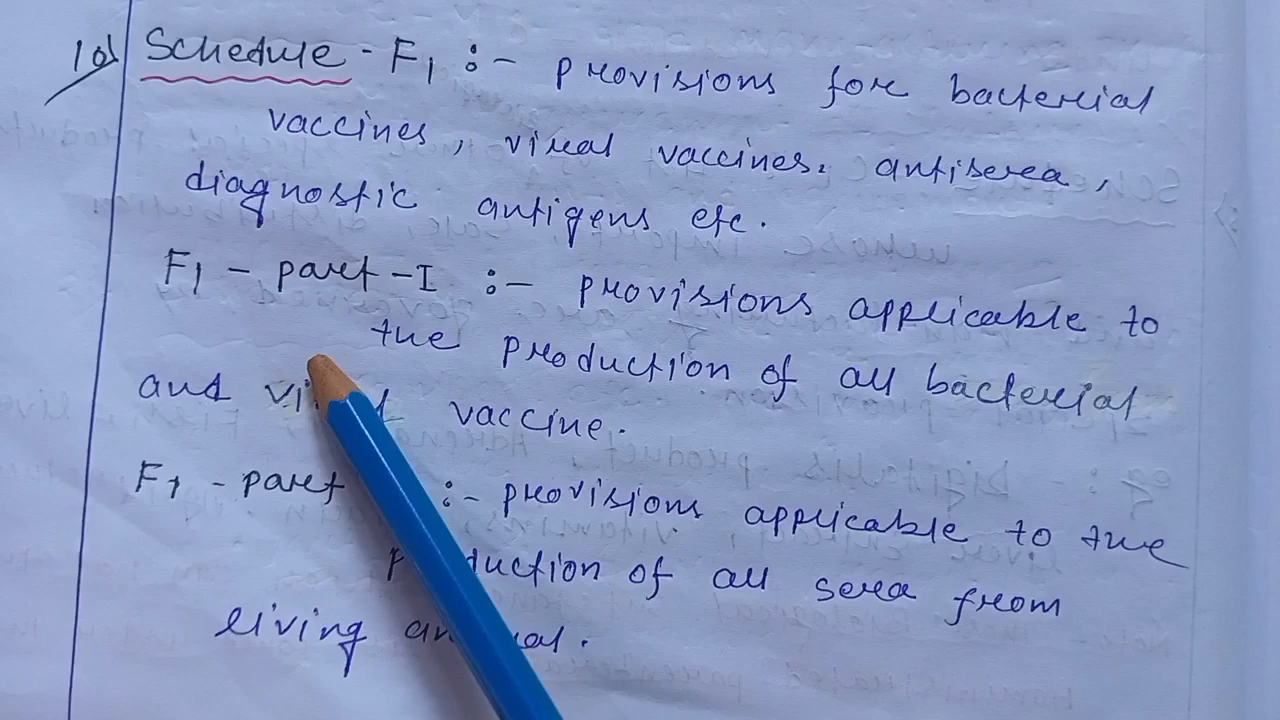 10) Schedule - F1 :- provisions for bacterial
vaccines, viral vaccines, antisera,
diagnostic antigens etc.
F1 - part - I :- provisions applicable to
the production of all bacterial
and vaccine.
F1 - part :- provisions applicable to the
of all sera from
living